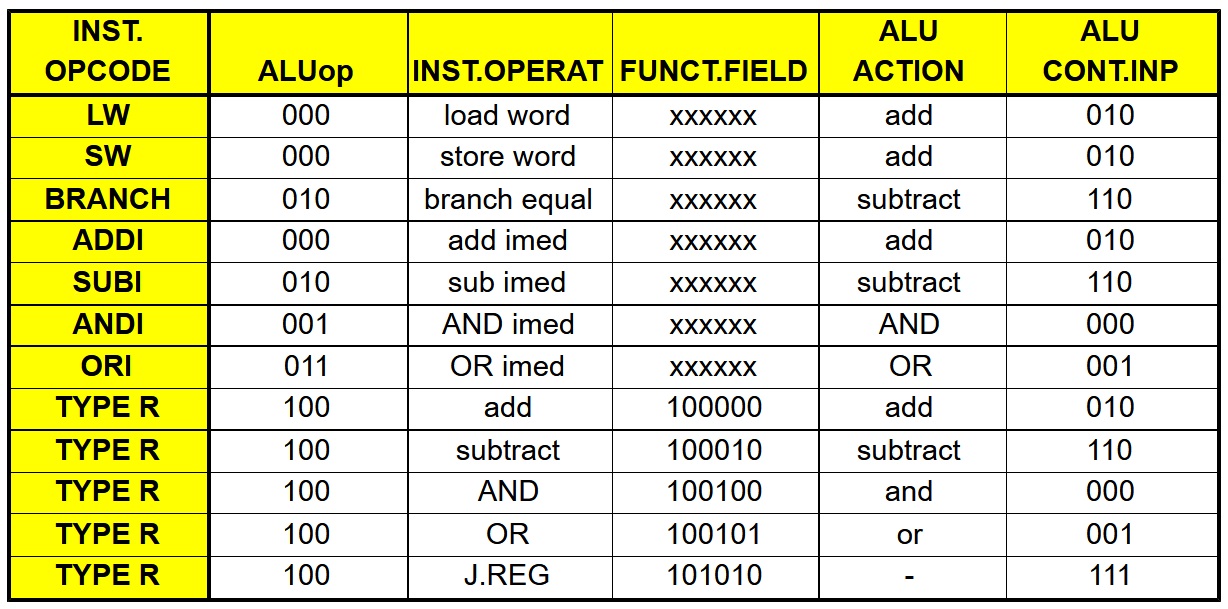 INST. OPCODE ALUop INST.OPERAT FUNCT.FIELD ALU ACTION ALU CONT.INP
LW 000 load word xxxxxx add 010
SW 000 store word xxxxxx add 010
BRANCH 010 branch equal xxxxxx subtract 110
ADDI 000 add imed xxxxxx add 010
SUBI 010 sub imed xxxxxx subtract 110
ANDI 001 AND imed xxxxxx AND 000
ORI 011 OR imed xxxxxx OR 001
TYPE R 100 add 100000 add 010
TYPE R 100 subtract 100010 subtract 110
TYPE R 100 AND 100100 and 000
TYPE R 100 OR 100101 or 001
TYPE R 100 J.REG 101010 - 111